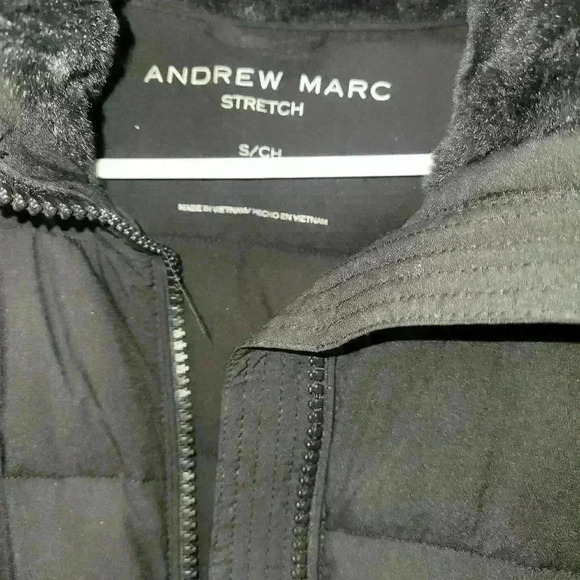 ANDREW MARC
STRETCH
S/CH
MADE IN VIETNAM/ HECHO EN VIETNAM